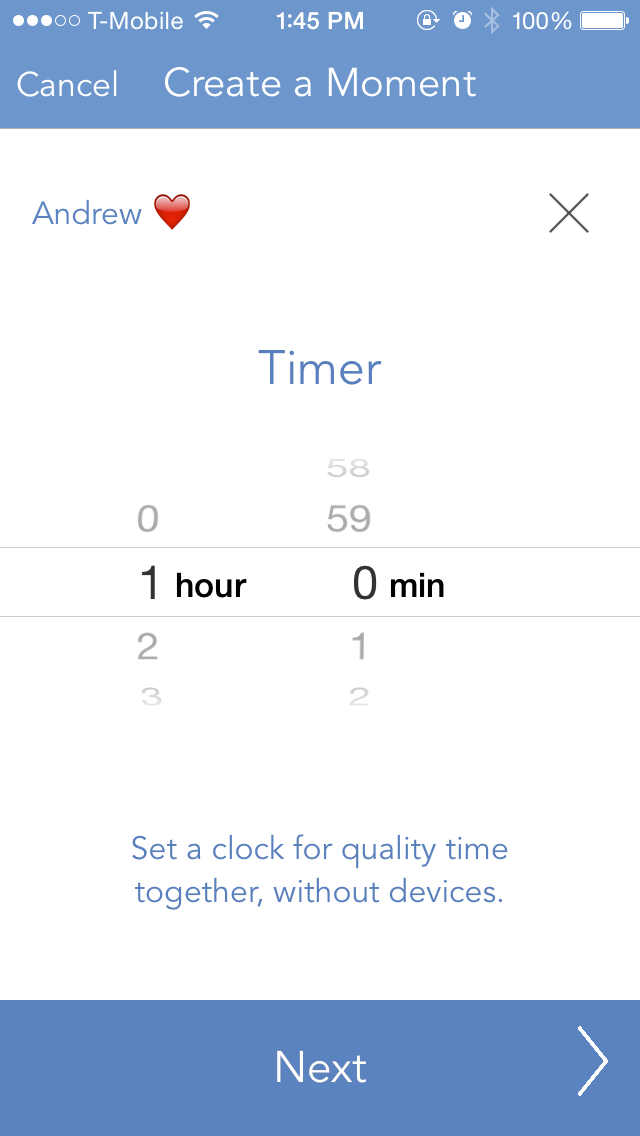 T-Mobile 1:45 PM 100%
Cancel Create a Moment
Andrew ❤️
Timer
58
0 59
1 hour 0 min
2 1
3 2
Set a clock for quality time
together, without devices.
Next